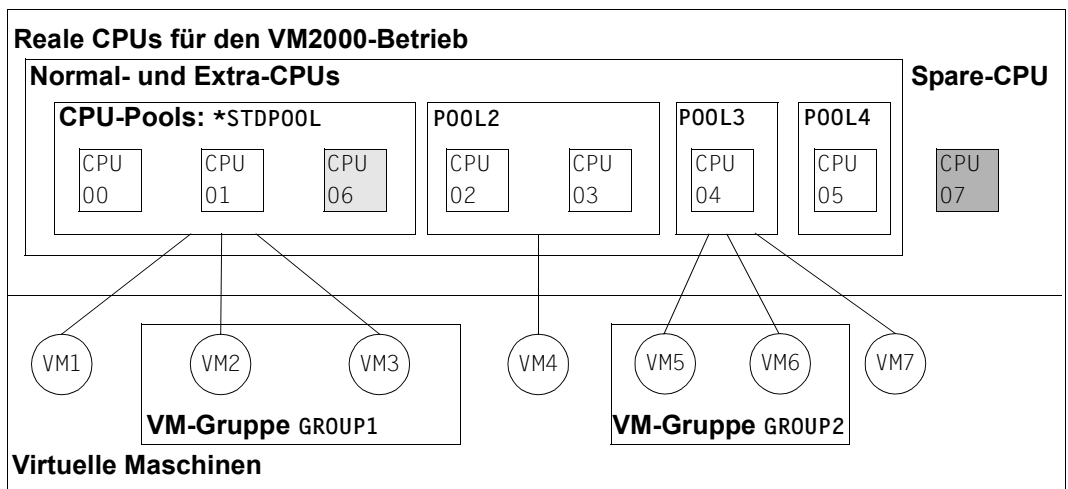 Reale CPUs für den VM2000-Betrieb
Normal- und Extra-CPUs
Spare-CPU
CPU-Pools: *STDPOOL
POOL2
POOL3
POOL4
CPU
00
CPU
01
CPU
06
CPU
02
CPU
03
CPU
04
CPU
05
CPU
07
VM1
VM2
VM3
VM4
VM5
VM6
VM7
VM-Gruppe GROUP1
VM-Gruppe GROUP2
Virtuelle Maschinen